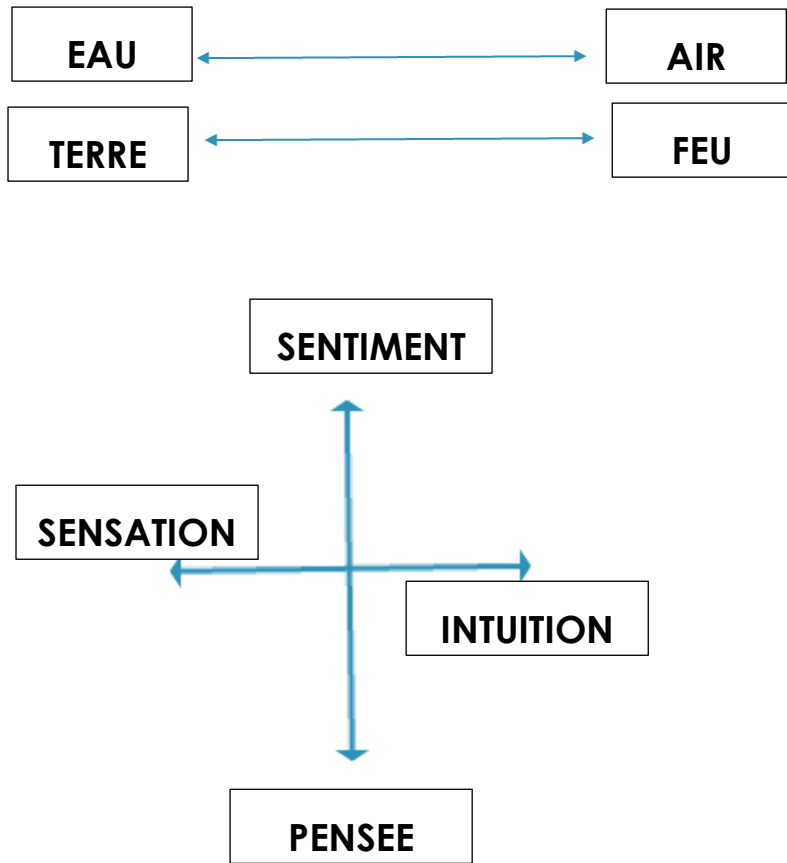 EAU
AIR
TERRE
FEU
SENTIMENT
SENSATION
INTUITION
PENSEE